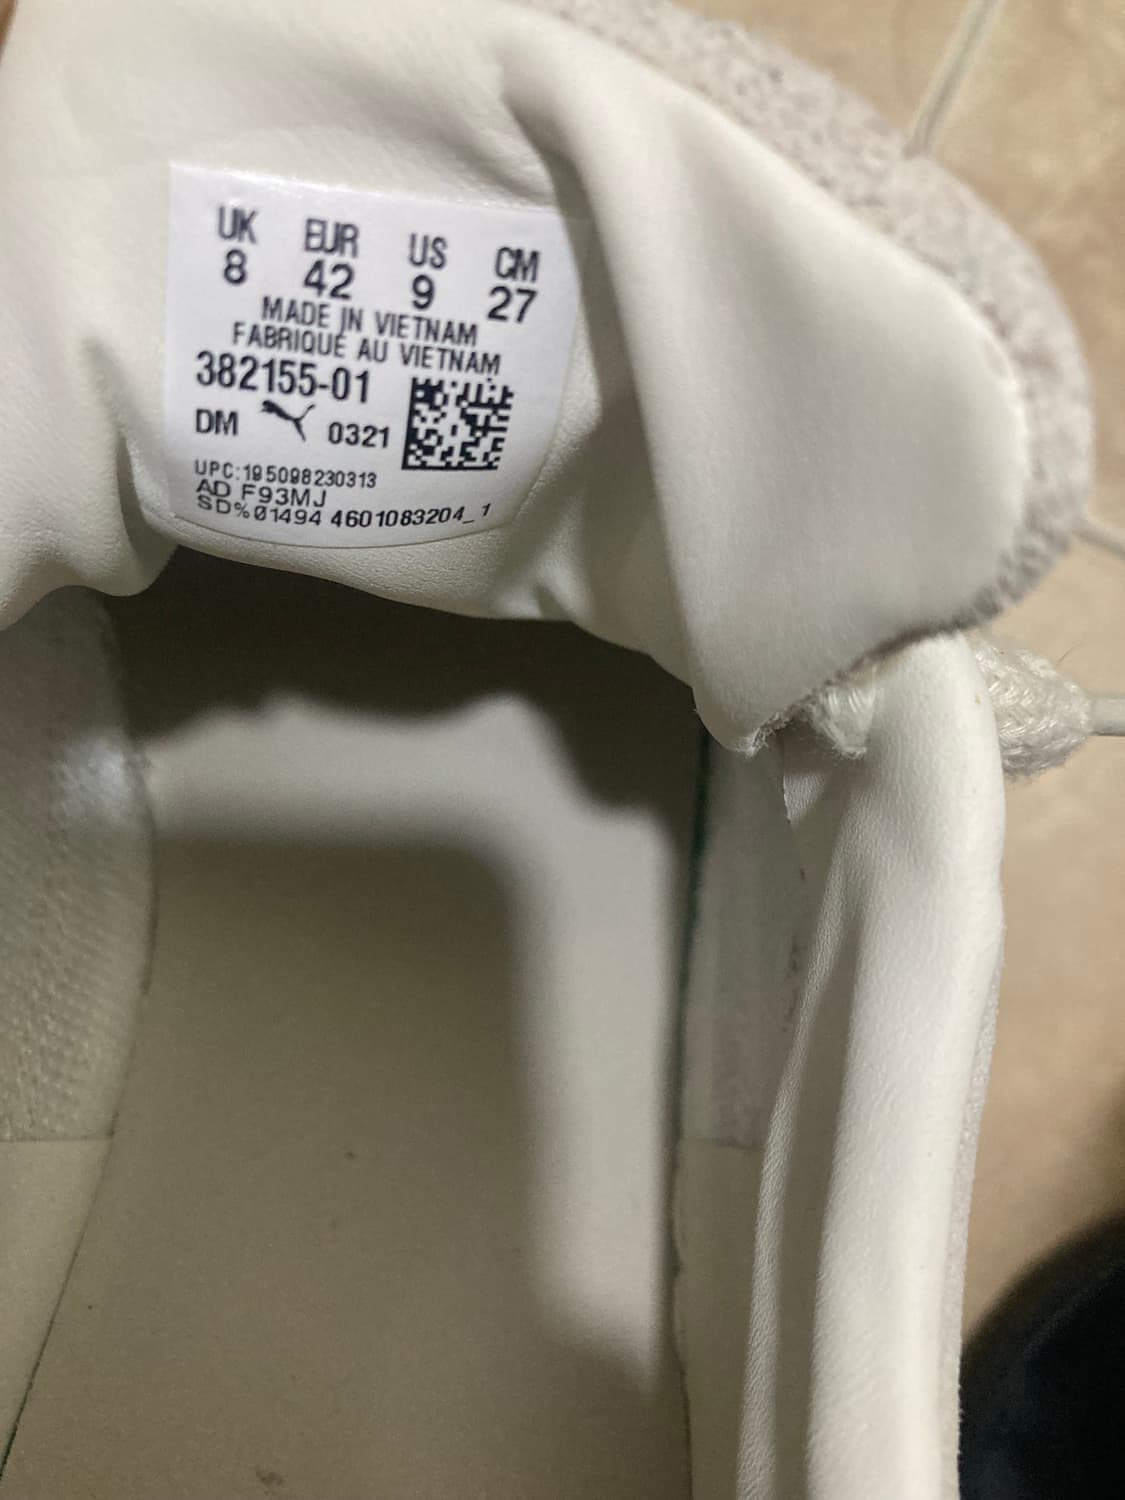 UK EUR US CM
8 42 9 27
MADE IN VIETNAM
FABRIQUÉ AU VIETNAM
382155-01
DM 0321
UPC:195098230313
AD F93MJ
SD%01494 4601083204_1